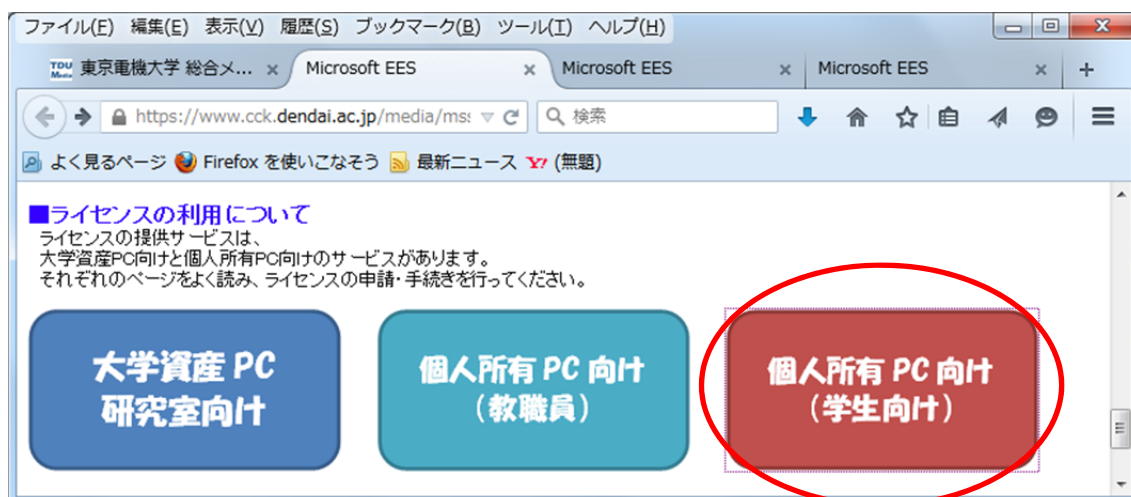 ファイル(F) 編集(E) 表示(V) 履歴(S) ブックマーク(B) ツール(T) ヘルプ(H)
TDU Media 東京電機大学 総合メ... × Microsoft EES × Microsoft EES × Microsoft EES × +
https://www.cck.dendai.ac.jp/media/mss 検索
よく見るページ Firefox を使いこなそう 最新ニュース Y! (無題)
■ライセンスの利用について
ライセンスの提供サービスは、
大学資産PC向けと個人所有PC向けのサービスがあります。
それぞれのページをよく読み、ライセンスの申請・手続きを行ってください。
大学資産 PC
研究室向け
個人所有 PC 向け
（教職員）
個人所有 PC 向け
（学生向け）